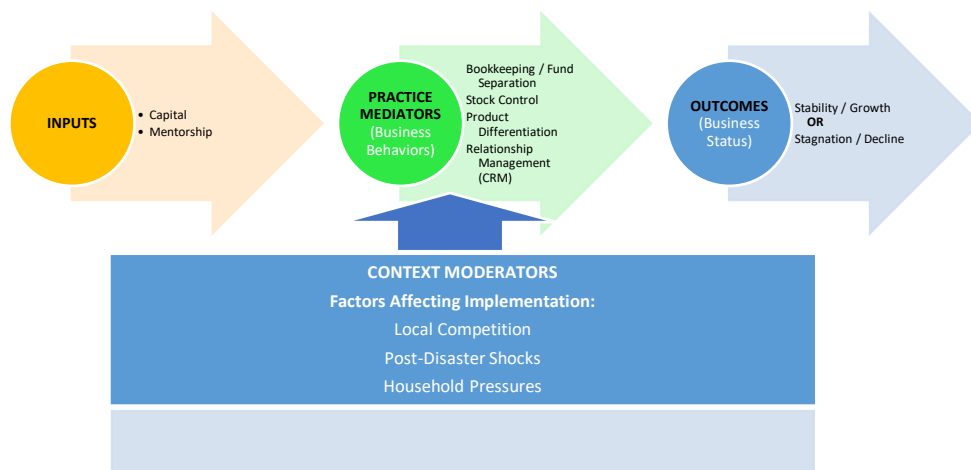 INPUTS
• Capital
• Mentorship
PRACTICE
MEDIATORS
(Business
Behaviors)
Bookkeeping / Fund
Separation
Stock Control
Product
Differentiation
Relationship
Management
(CRM)
OUTCOMES
(Business
Status)
Stability / Growth
OR
Stagnation / Decline
CONTEXT MODERATORS
Factors Affecting Implementation:
Local Competition
Post-Disaster Shocks
Household Pressures